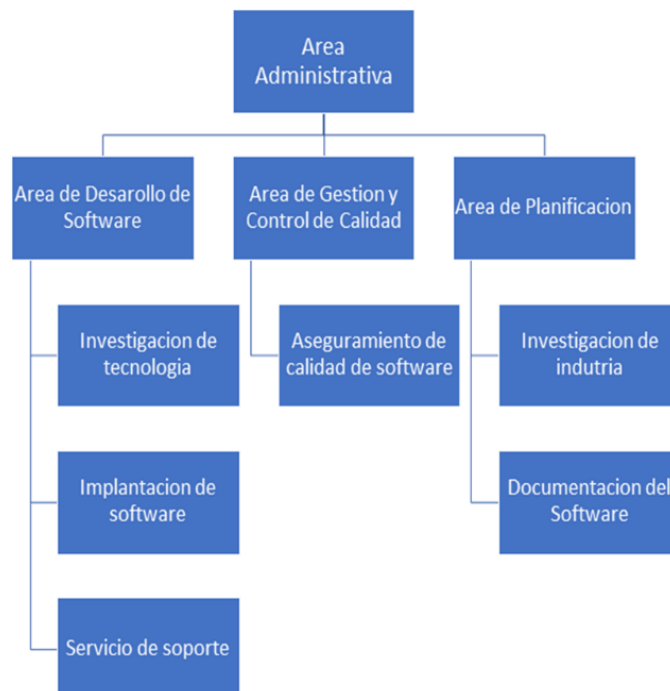 Area
Administrativa
Area de Desarollo de
Software
Area de Gestion y
Control de Calidad
Area de Planificacion
Investigacion de
tecnologia
Aseguramiento de
calidad de software
Investigacion de
indutria
Implantacion de
software
Documentacion del
Software
Servicio de soporte